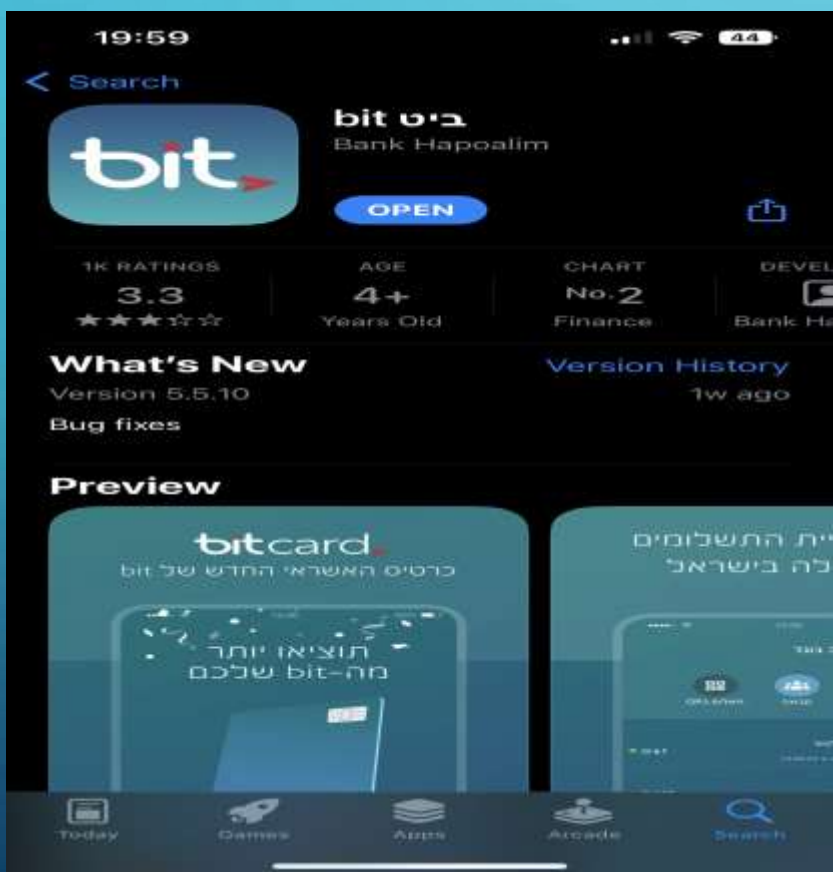 19:59
44
Search
bit.
bit ביט
Bank Hapoalim
OPEN
1K RATINGS
3.3
AGE
4+
Years Old
CHART
No.2
Finance
DEVEL
Bank Ha
What's New
Version History
Version 5.5.10
1w ago
Bug fixes
Preview
bitcard
כרטיס האשראי החדש של bit
תוציאו יותר
מה-bit שלכם
יית התשלומים
לה בישראל
Today
Games
Apps
Arcade
Search